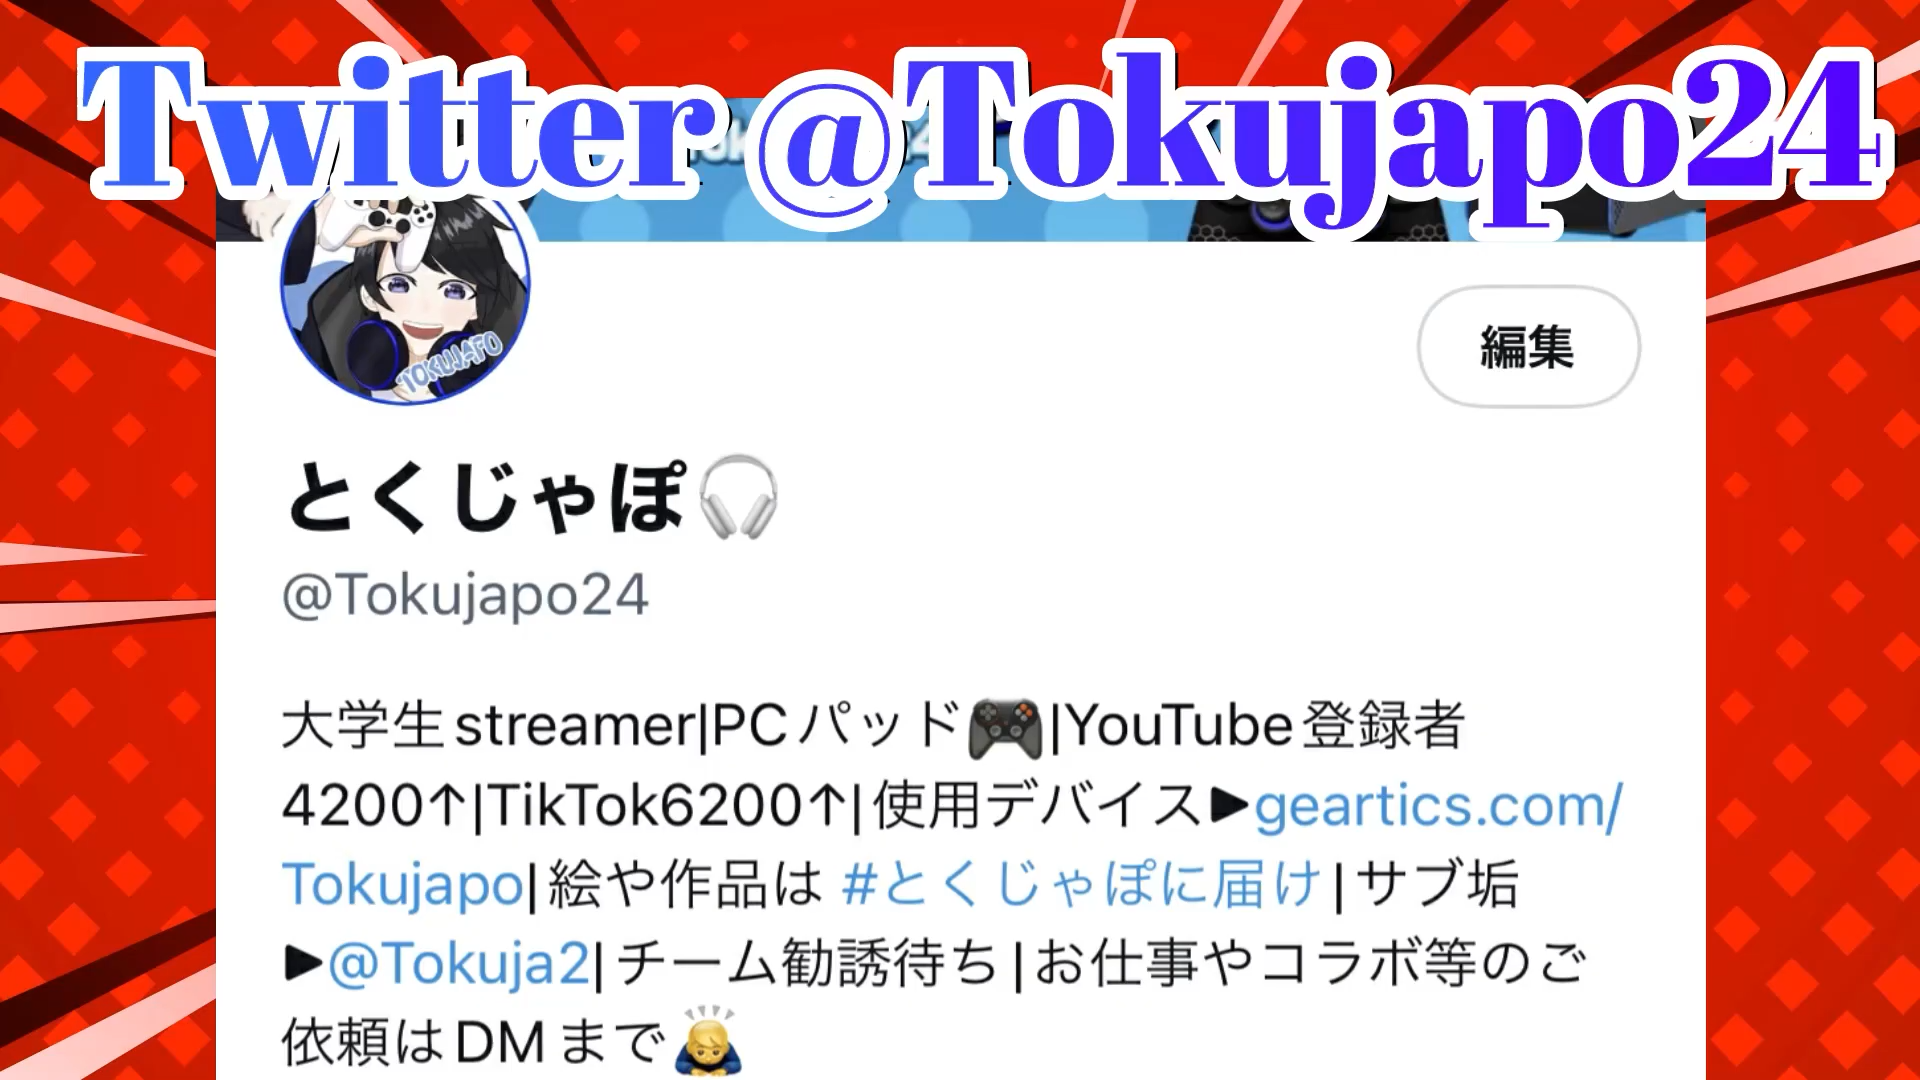 Twitter @Tokujapo24
TOKUJAPO
編集
とくじゃぽ🎧
@Tokujapo24
大学生streamer|PCパッド🎮|YouTube登録者
4200↑|TikTok6200↑|使用デバイス▶geartics.com/
Tokujapo|絵や作品は #とくじゃぽに届け|サブ垢
▶@Tokuja2|チーム勧誘待ち|お仕事やコラボ等のご
依頼はDMまで🙇